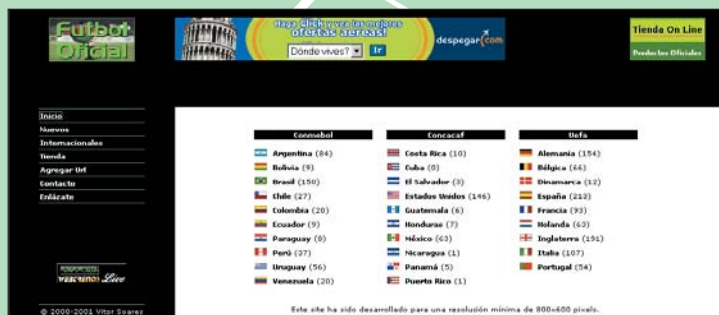 Futbol
Oficial
Haga Click y vea las mejores
ofertas aereas!
Dónde vives? Ir
despegar.com
Tienda On Line
Productos Oficiales
Inicio
Nuevos
Internacionales
Tienda
Agregar Url
Contacto
Enlázate
Conmebol
Argentina (84)
Bolivia (9)
Brasil (150)
Chile (27)
Colombia (20)
Ecuador (9)
Paraguay (8)
Perú (37)
Uruguay (56)
Venezuela (20)
Concacaf
Costa Rica (10)
Cuba (0)
El Salvador (3)
Estados Unidos (146)
Guatemala (6)
Honduras (7)
México (63)
Nicaragua (1)
Panamá (5)
Puerto Rico (1)
Uefa
Alemania (154)
Bélgica (66)
Dinamarca (12)
España (213)
Francia (93)
Holanda (63)
Inglaterra (191)
Italia (107)
Portugal (54)
Live
© 2000-2001 Vitor Soares
Este site ha sido desarrollado para una resolución mínima de 800x600 pixels.